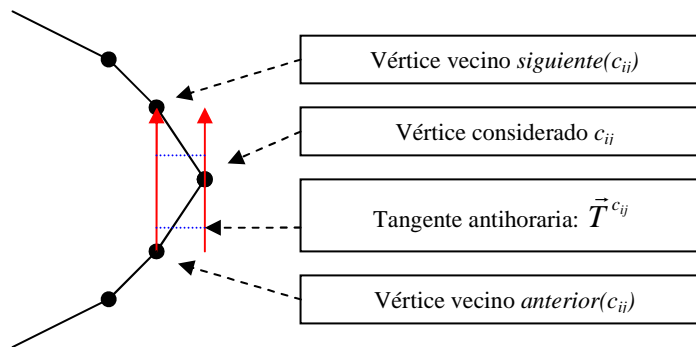 Vértice vecino siguiente(cij)
Vértice considerado cij
Tangente antihoraria: T⃗ cij
Vértice vecino anterior(cij)